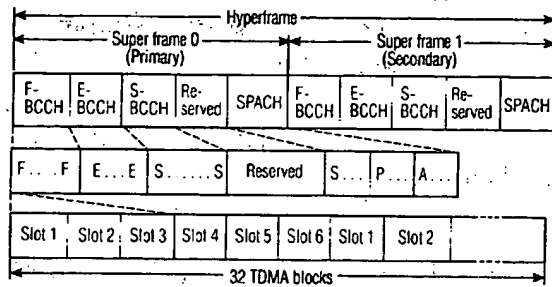 Hyperframe
Super frame 0
(Primary)
Super frame 1
(Secondary)
F-
BCCH
E-
BCCH
S-
BCCH
Re-
served
SPACH
F-
BCCH
E-
BCCH
S-
BCCH
Re-
served
SPACH
F....F
E...E
S.......S
Reserved
S...
P...
A...
Slot 1
Slot 2
Slot 3
Slot 4
Slot 5
Slot 6
Slot 1
Slot 2
32 TDMA blocks